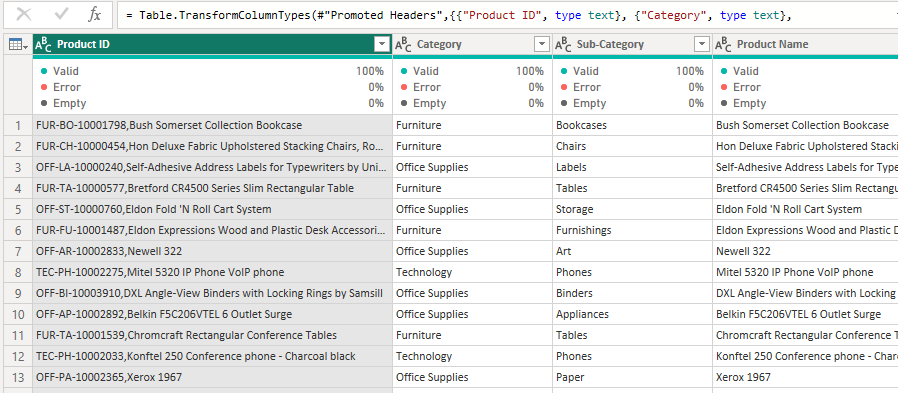 fx = Table.TransformColumnTypes(#"Promoted Headers",{{"Product ID", type text}, {"Category", type text},
ABC Product ID ABC Category ABC Sub-Category ABC Product Name
Valid 100% Valid 100% Valid 100% Valid
Error 0% Error 0% Error 0% Error
Empty 0% Empty 0% Empty 0% Empty
1 FUR-BO-10001798,Bush Somerset Collection Bookcase Furniture Bookcases Bush Somerset Collection Bookcase
2 FUR-CH-10000454,Hon Deluxe Fabric Upholstered Stacking Chairs, Ro... Furniture Chairs Hon Deluxe Fabric Upholstered Stacki
3 OFF-LA-10000240,Self-Adhesive Address Labels for Typewriters by Uni... Office Supplies Labels Self-Adhesive Address Labels for Type
4 FUR-TA-10000577,Bretford CR4500 Series Slim Rectangular Table Furniture Tables Bretford CR4500 Series Slim Rectangu
5 OFF-ST-10000760,Eldon Fold 'N Roll Cart System Office Supplies Storage Eldon Fold 'N Roll Cart System
6 FUR-FU-10001487,Eldon Expressions Wood and Plastic Desk Accessori... Furniture Furnishings Eldon Expressions Wood and Plastic D
7 OFF-AR-10002833,Newell 322 Office Supplies Art Newell 322
8 TEC-PH-10002275,Mitel 5320 IP Phone VoIP phone Technology Phones Mitel 5320 IP Phone VoIP phone
9 OFF-BI-10003910,DXL Angle-View Binders with Locking Rings by Samsill Office Supplies Binders DXL Angle-View Binders with Locking
10 OFF-AP-10002892,Belkin F5C206VTEL 6 Outlet Surge Office Supplies Appliances Belkin F5C206VTEL 6 Outlet Surge
11 FUR-TA-10001539,Chromcraft Rectangular Conference Tables Furniture Tables Chromcraft Rectangular Conference T
12 TEC-PH-10002033,Konftel 250 Conference phone - Charcoal black Technology Phones Konftel 250 Conference phone - Char
13 OFF-PA-10002365,Xerox 1967 Office Supplies Paper Xerox 1967